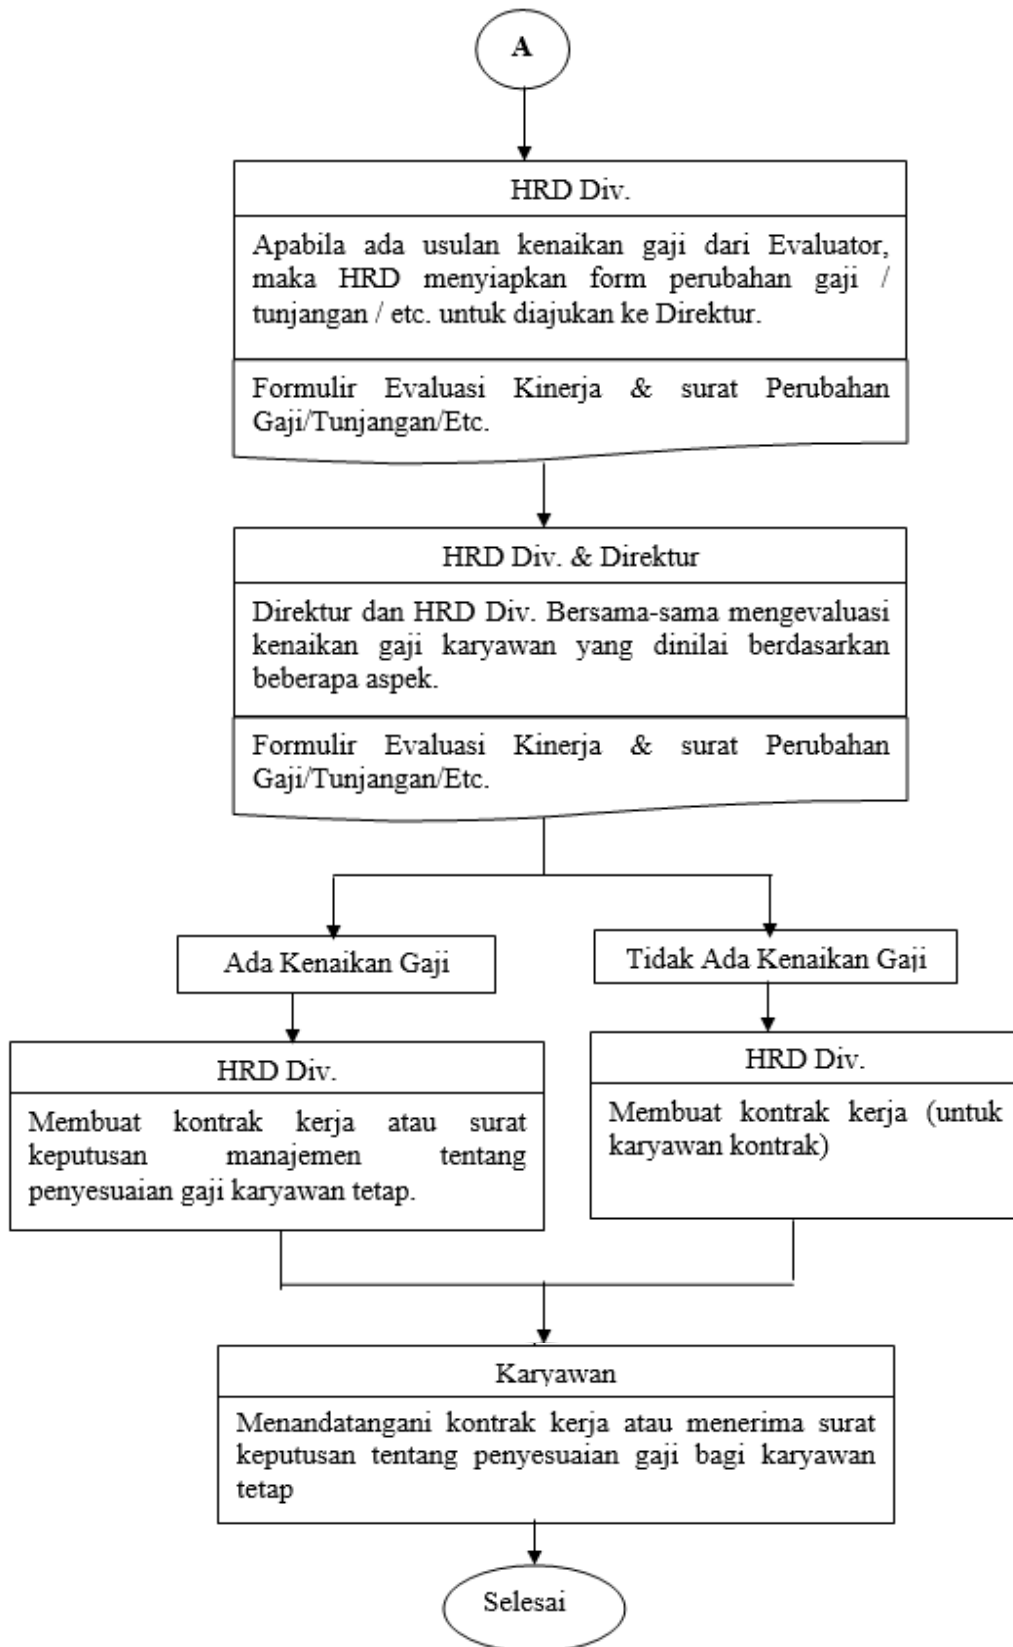 A
HRD Div.
Apabila ada usulan kenaikan gaji dari Evaluator,
maka HRD menyiapkan form perubahan gaji /
tunjangan / etc. untuk diajukan ke Direktur.
Formulir Evaluasi Kinerja & surat Perubahan
Gaji/Tunjangan/Etc.
HRD Div. & Direktur
Direktur dan HRD Div. Bersama-sama mengevaluasi
kenaikan gaji karyawan yang dinilai berdasarkan
beberapa aspek.
Formulir Evaluasi Kinerja & surat Perubahan
Gaji/Tunjangan/Etc.
Ada Kenaikan Gaji
Tidak Ada Kenaikan Gaji
HRD Div.
Membuat kontrak kerja atau surat
keputusan manajemen tentang
penyesuaian gaji karyawan tetap.
HRD Div.
Membuat kontrak kerja (untuk
karyawan kontrak)
Karyawan
Menandatangani kontrak kerja atau menerima surat
keputusan tentang penyesuaian gaji bagi karyawan
tetap
Selesai